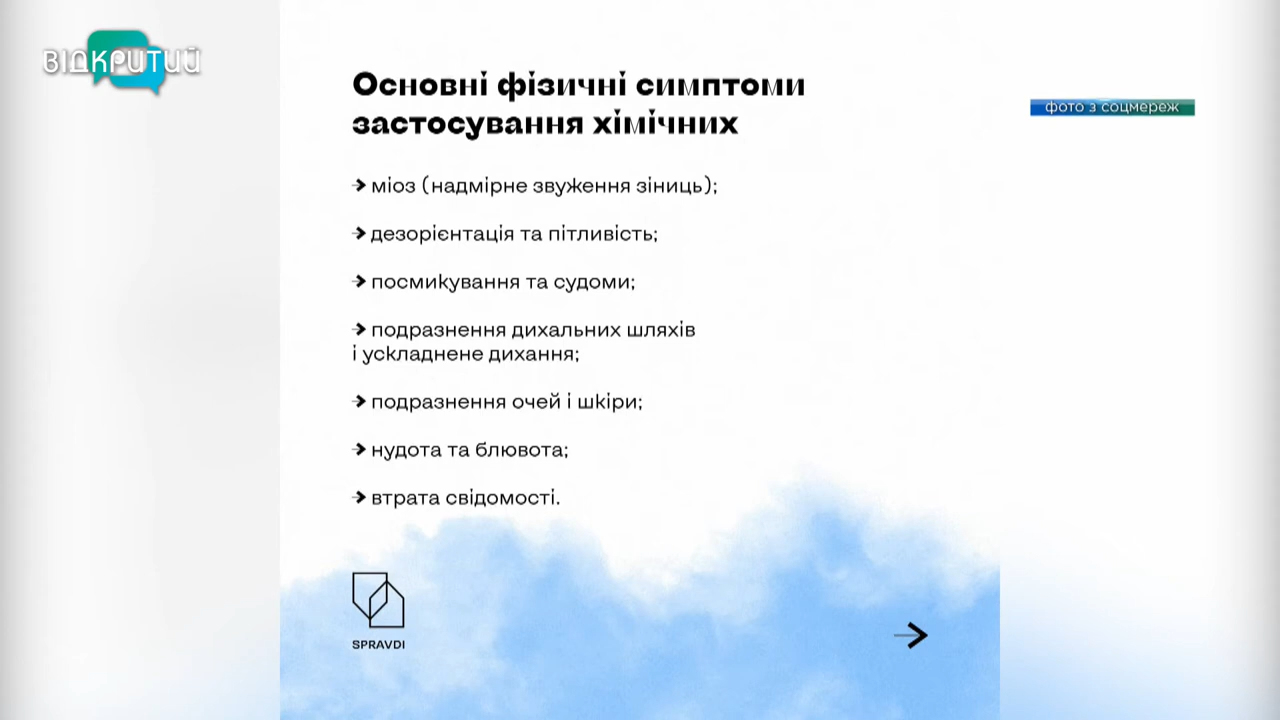 ВІДКРИТИЙ
фото з соцмереж
Основні фізичні симптоми
застосування хімічних
→ міоз (надмірне звуження зіниць);
→ дезорієнтація та пітливість;
→ посмикування та судоми;
→ подразнення дихальних шляхів
і ускладнене дихання;
→ подразнення очей і шкіри;
→ нудота та блювота;
→ втрата свідомості.
SPRAVDI